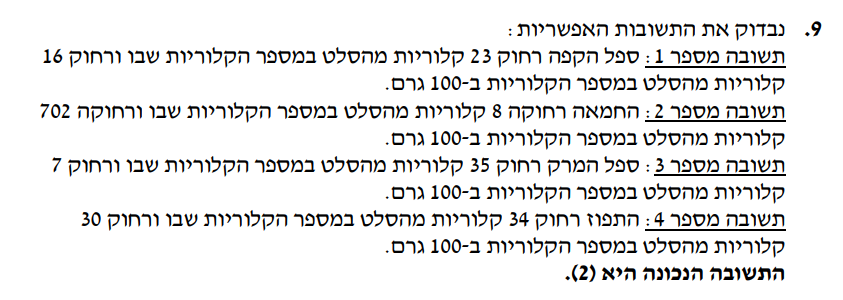 9. נבדוק את התשובות האפשריות:
תשובה מספר 1: ספל הקפה רחוק 23 קלוריות מהסלט במספר הקלוריות שבו ורחוק 16
קלוריות מהסלט במספר הקלוריות ב-100 גרם.
תשובה מספר 2: החמאה רחוקה 8 קלוריות מהסלט במספר הקלוריות שבו ורחוקה 702
קלוריות מהסלט במספר הקלוריות ב-100 גרם.
תשובה מספר 3: ספל המרק רחוק 35 קלוריות מהסלט במספר הקלוריות שבו ורחוק 7
קלוריות מהסלט במספר הקלוריות ב-100 גרם.
תשובה מספר 4: התפוז רחוק 34 קלוריות מהסלט במספר הקלוריות שבו ורחוק 30
קלוריות מהסלט במספר הקלוריות ב-100 גרם.
התשובה הנכונה היא (2).